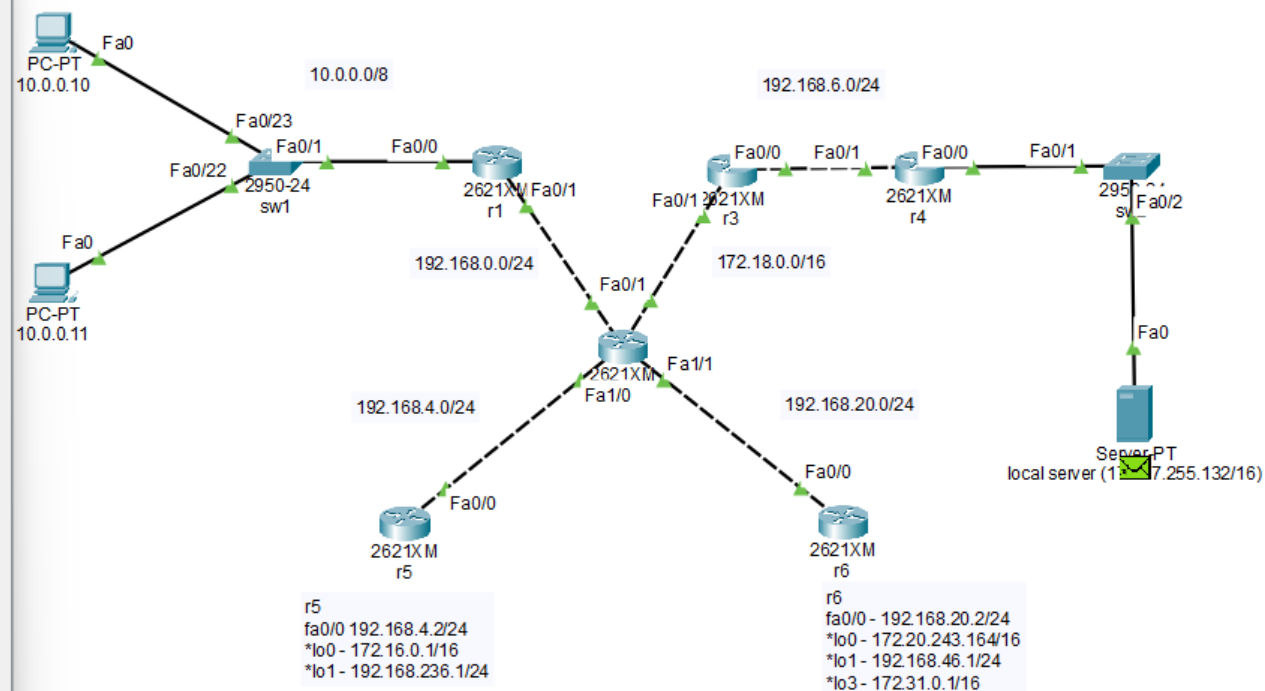 Fa0
PC-PT
10.0.0.10
10.0.0.0/8
192.168.6.0/24
Fa0/23
Fa0/1
Fa0/0
Fa0/22
2950-24
sw1
2621XM
r1
Fa0/1
Fa0/0
Fa0/1
Fa0/0
Fa0/1
Fa0/1
2621XM
r3
2621XM
r4
Fa0/2
Fa0
PC-PT
10.0.0.11
192.168.0.0/24
172.18.0.0/16
Fa0/1
2621XM
Fa1/1
Fa1/0
Fa0
192.168.4.0/24
192.168.20.0/24
Server-PT
local server (1 7.255.132/16)
Fa0/0
Fa0/0
2621XM
r5
2621XM
r6
r5
fa0/0 192.168.4.2/24
*lo0 - 172.16.0.1/16
*lo1 - 192.168.236.1/24
r6
fa0/0 - 192.168.20.2/24
*lo0 - 172.20.243.164/16
*lo1 - 192.168.46.1/24
*lo3 - 172.31.0.1/16